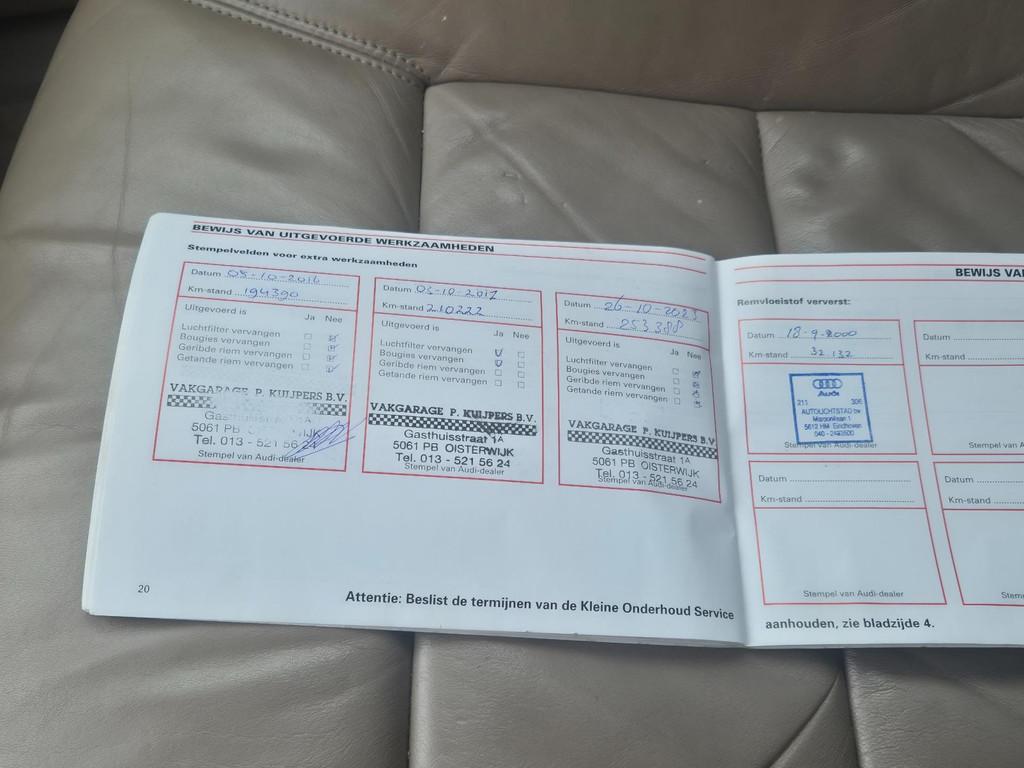 BEWIJS VAN UITGEVOERDE WERKZAAMHEDEN
Stempelvelden voor extra werkzaamheden
Datum 05-10-2016
Km-stand 194390
Uitgevoerd is
Ja Nee
Luchtfilter vervangen
Bougies vervangen
Geribde riem vervangen
Getande riem vervangen
VAKGARAGE P. KUIJPERS B.V.
Gasthuisstraat 1A
5061 PB OISTERWIJK
Tel. 013 - 521 56 24
Stempel van Audi-dealer
Datum -10-2017
Km-stand 210222
Uitgevoerd is
Ja Nee
Luchtfilter vervangen
Bougies vervangen
Geribde riem vervangen
Getande riem vervangen
VAKGARAGE P. KUIJPERS B.V.
Gasthuisstraat 1A
5061 PB OISTERWIJK
Tel. 013 - 521 56 24
Stempel van Audi-dealer
Datum 26-10-2023
Km-stand 253388
Uitgevoerd is
Ja Nee
Luchtfilter vervangen
Bougies vervangen
Geribde riem vervangen
Getande riem vervangen
VAKGARAGE P. KUIJPERS B.V.
Gasthuisstraat 1A
5061 PB OISTERWIJK
Tel. 013 - 521 56 24
Stempel van Audi-dealer
20
Attentie: Beslist de termijnen van de Kleine Onderhoud Service
BEWIJS VA
Remvloeistof ververst:
Datum 18-9-2000
Km-stand 32 132
Audi
211 306
AUTOLICHTSTAD bv
5612 HM Eindhoven
Stempel van Audi-dealer
Datum
Km-stand
Stempel van A
Datum
Km-stand
Stempel van Audi-dealer
Datum
Km-stand
Stem
aanhouden, zie bladzijde 4.